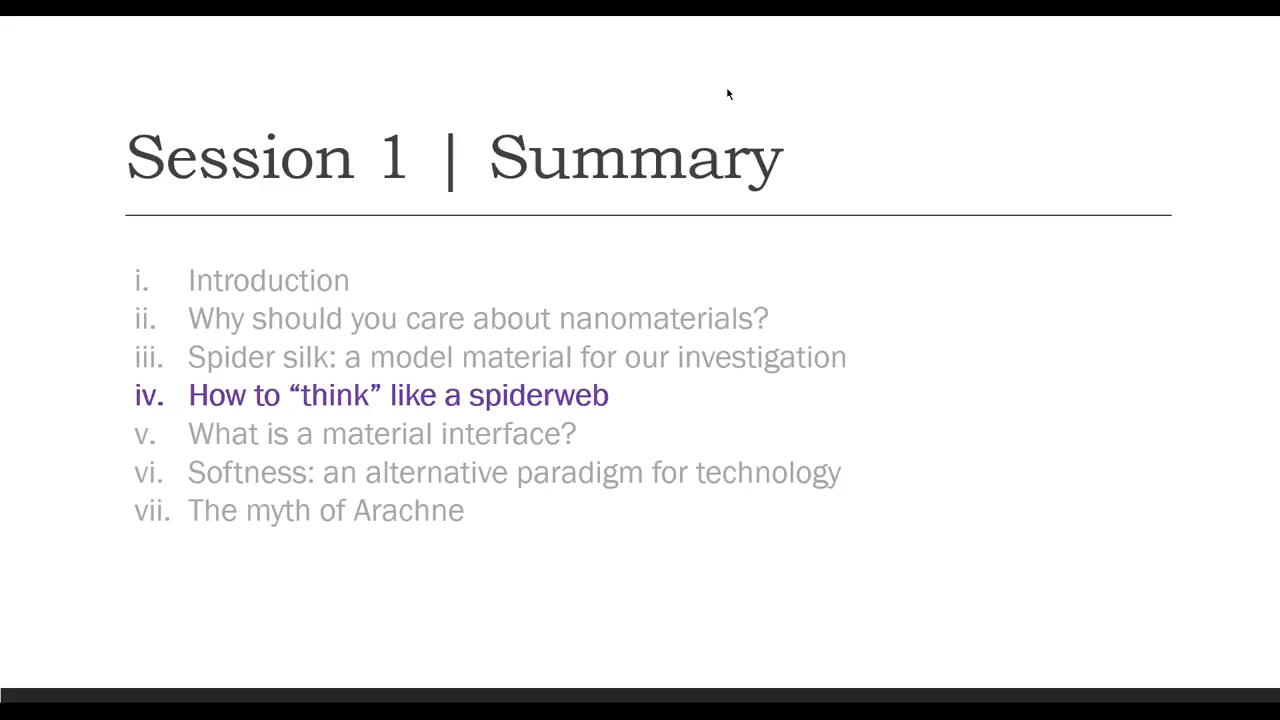 Session 1 | Summary
i. Introduction
ii. Why should you care about nanomaterials?
iii. Spider silk: a model material for our investigation
iv. How to “think” like a spiderweb
v. What is a material interface?
vi. Softness: an alternative paradigm for technology
vii. The myth of Arachne